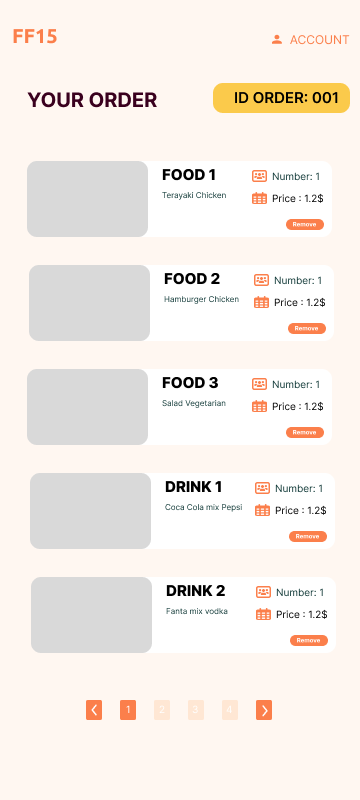 FF15
ACCOUNT
YOUR ORDER
ID ORDER: 001
FOOD 1
Number: 1
Terayaki Chicken
Price : 1.2$
Remove
FOOD 2
Number: 1
Hamburger Chicken
Price : 1.2$
Remove
FOOD 3
Number: 1
Salad Vegetarian
Price : 1.2$
Remove
DRINK 1
Number: 1
Coca Cola mix Pepsi
Price : 1.2$
Remove
DRINK 2
Number: 1
Fanta mix vodka
Price : 1.2$
Remove
1 2 3 4